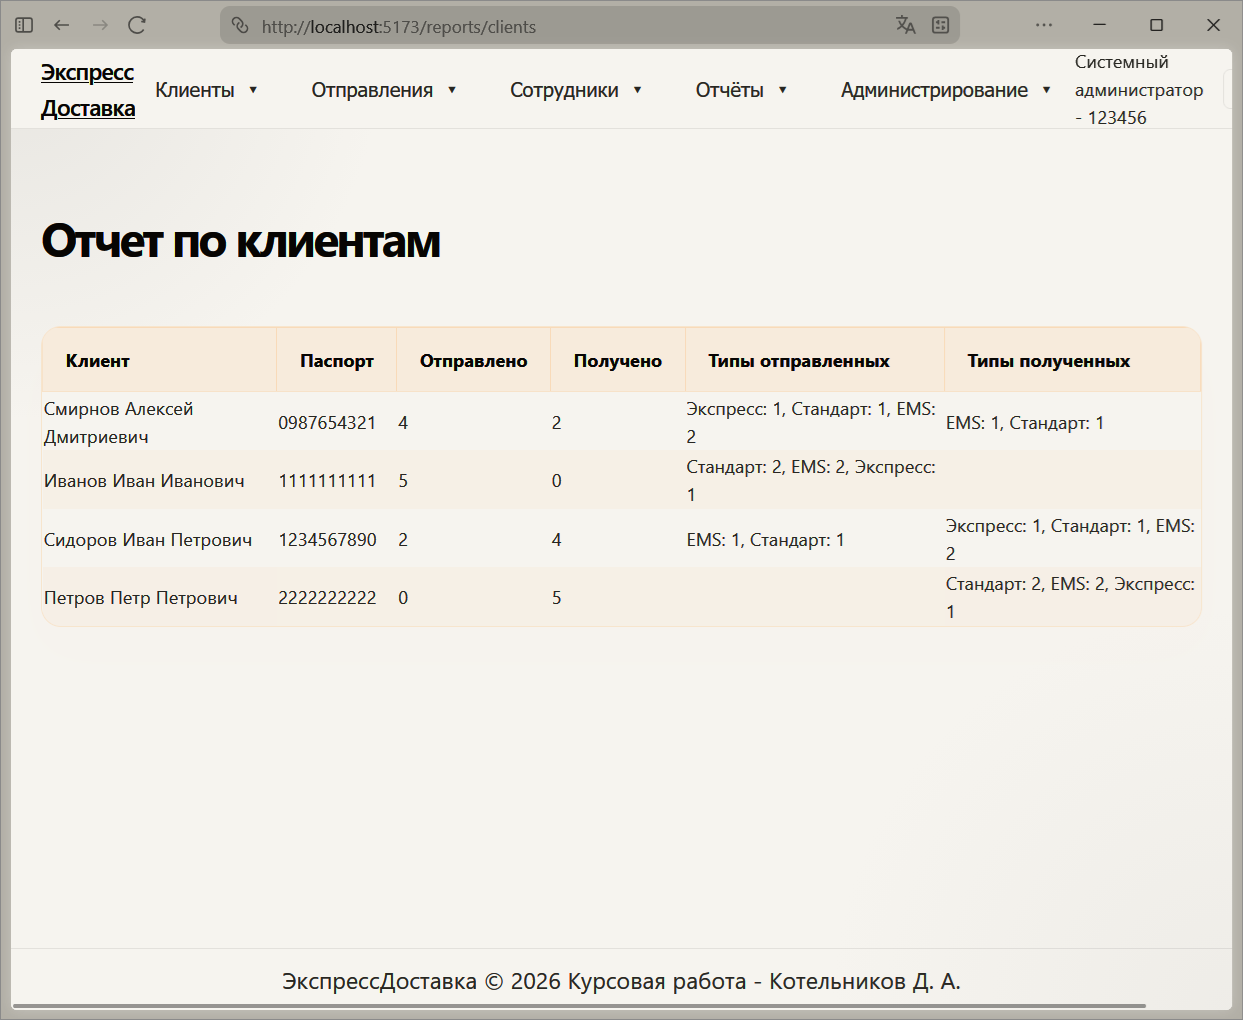 http://localhost:5173/reports/clients
Экспресс
Доставка
Клиенты ▼
Отправления ▼
Сотрудники ▼
Отчёты ▼
Администрирование ▼
Системный
администратор
- 123456
Отчет по клиентам
Клиент Паспорт Отправлено Получено Типы отправленных Типы полученных
Смирнов Алексей
Дмитриевич
0987654321
4
2
Экспресс: 1, Стандарт: 1, EMS:
2
EMS: 1, Стандарт: 1
Иванов Иван Иванович
1111111111
5
0
Стандарт: 2, EMS: 2, Экспресс:
1
Сидоров Иван Петрович
1234567890
2
4
EMS: 1, Стандарт: 1
Экспресс: 1, Стандарт: 1, EMS:
2
Петров Петр Петрович
2222222222
0
5
Стандарт: 2, EMS: 2, Экспресс:
1
ЭкспрессДоставка © 2026 Курсовая работа - Котельников Д. А.